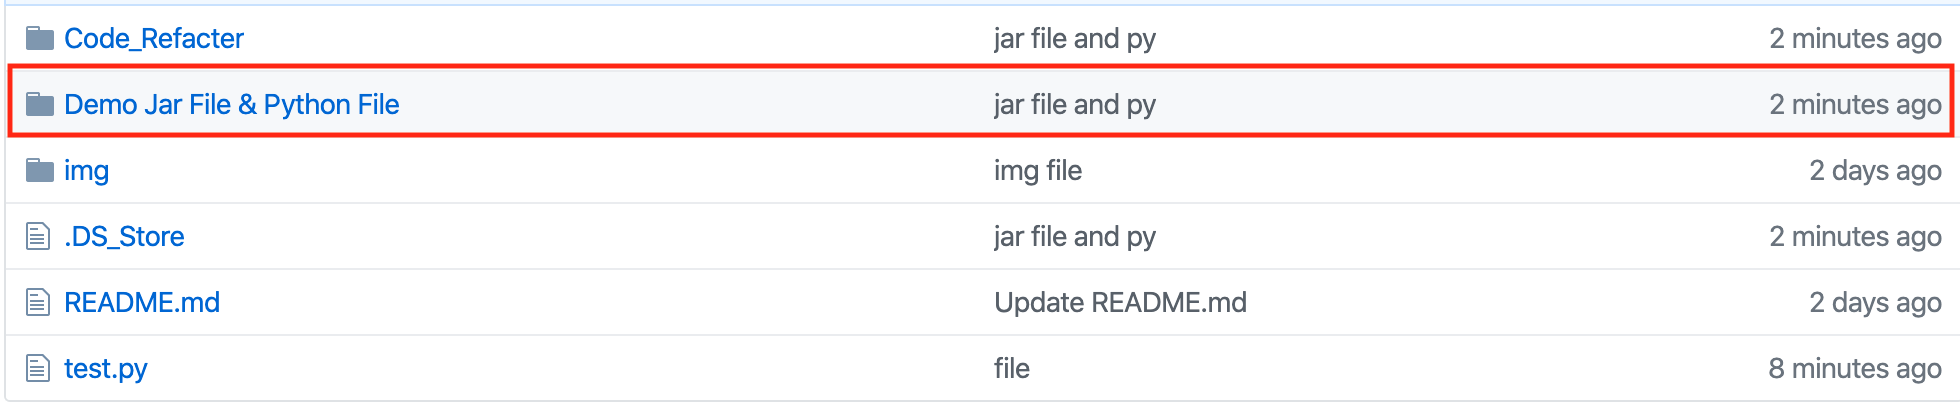 Code_Refacter jar file and py 2 minutes ago
Demo Jar File & Python File jar file and py 2 minutes ago
img img file 2 days ago
.DS_Store jar file and py 2 minutes ago
README.md Update README.md 2 days ago
test.py file 8 minutes ago